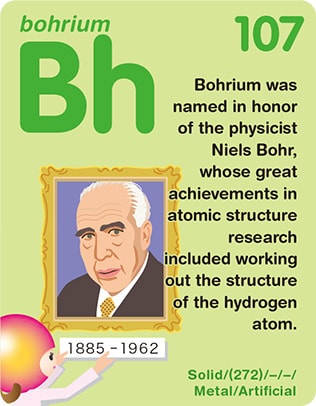 bohrium
Bh
107
Bohrium was
named in honor
of the physicist
Niels Bohr,
whose great
achievements in
atomic structure
research
included working
out the structure
of the hydrogen
atom.
1885 –1962
Solid/(272)/–/–/
Metal/Artificial